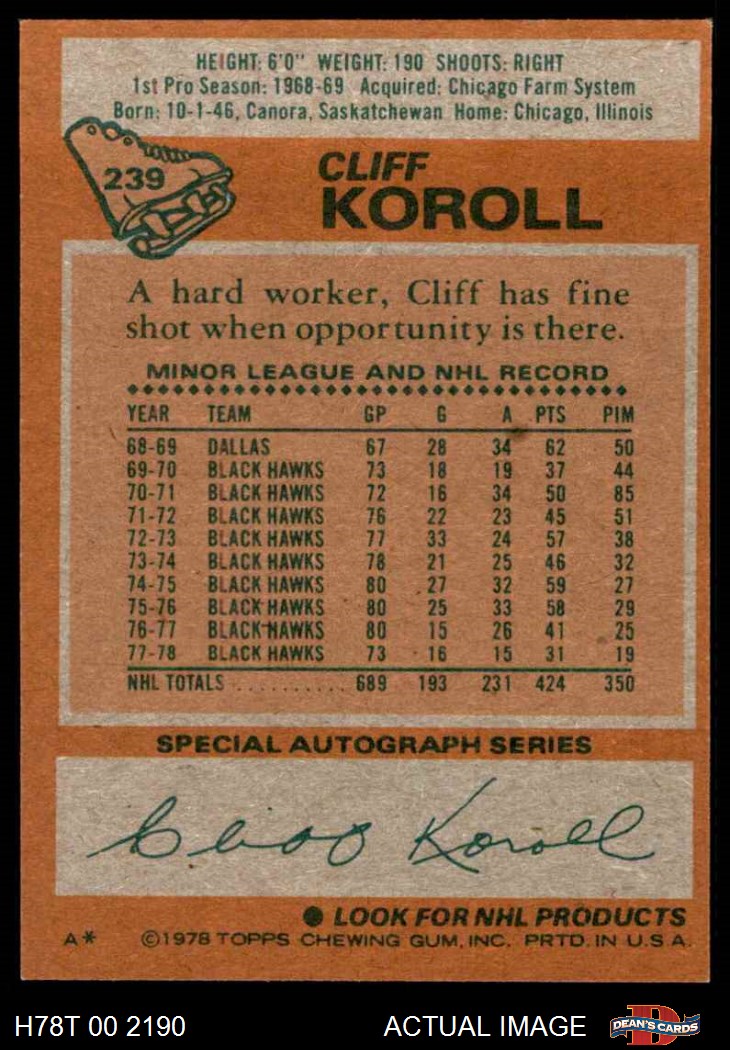 HEIGHT: 6'0" WEIGHT: 190 SHOOTS: RIGHT
1st Pro Season: 1968-69 Acquired: Chicago Farm System
Born: 10-1-46, Canora, Saskatchewan Home: Chicago, Illinois
239
CLIFF
KOROLL
A hard worker, Cliff has fine
shot when opportunity is there.
MINOR LEAGUE AND NHL RECORD
YEAR TEAM GP G A PTS PIM
68-69 DALLAS 67 28 34 62 50
69-70 BLACK HAWKS 73 18 19 37 44
70-71 BLACK HAWKS 72 16 34 50 85
71-72 BLACK HAWKS 76 22 23 45 51
72-73 BLACK HAWKS 77 33 24 57 38
73-74 BLACK HAWKS 78 21 25 46 32
74-75 BLACK HAWKS 80 27 32 59 27
75-76 BLACK HAWKS 80 25 33 58 29
76-77 BLACK HAWKS 80 15 26 41 25
77-78 BLACK HAWKS 73 16 15 31 19
NHL TOTALS .......... 689 193 231 424 350
SPECIAL AUTOGRAPH SERIES
Cliff Koroll
● LOOK FOR NHL PRODUCTS
A* ©1978 TOPPS CHEWING GUM, INC. PRTD. IN U.S.A.
H78T 00 2190 ACTUAL IMAGE DEAN'S CARDS